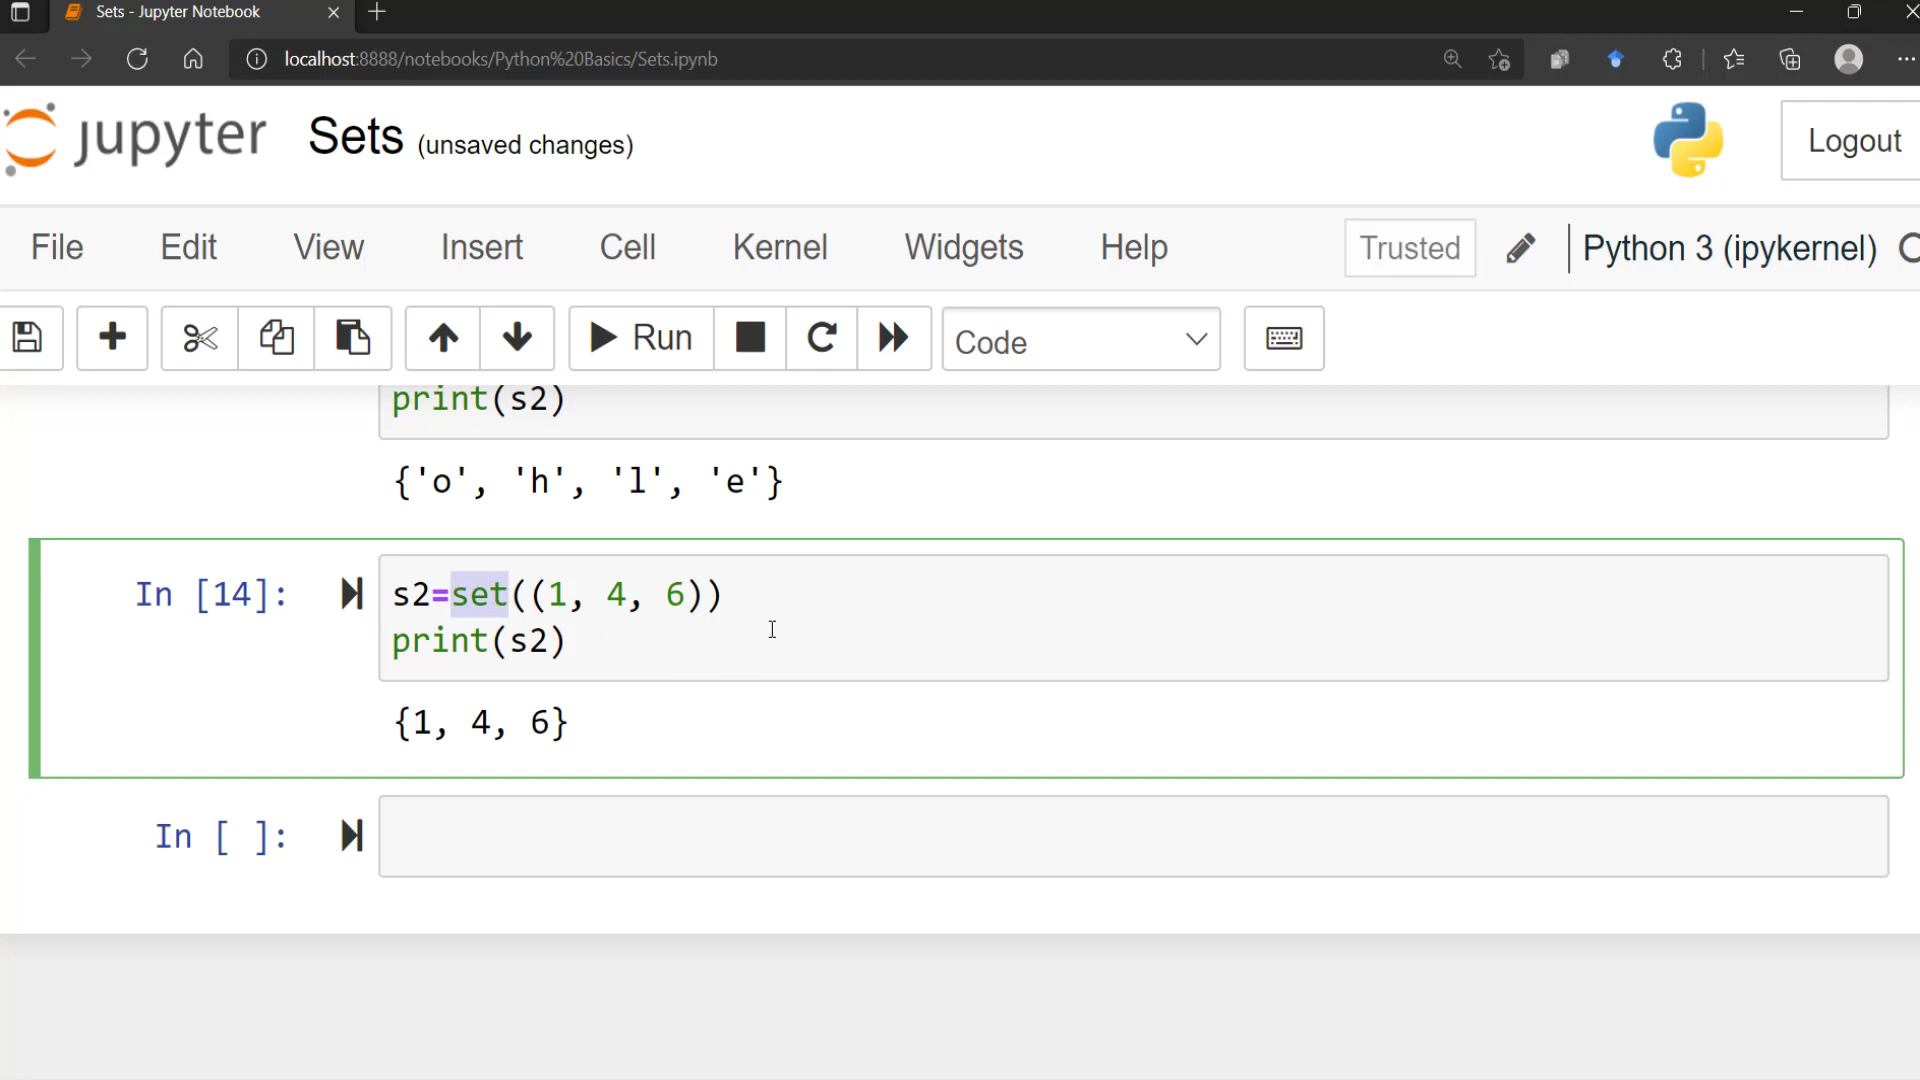 Sets - Jupyter Notebook
localhost:8888/notebooks/Python%20Basics/Sets.ipynb
jupyter Sets (unsaved changes)
Logout
File Edit View Insert Cell Kernel Widgets Help Trusted Python 3 (ipykernel)
Run Code
print(s2)
{'o', 'h', 'l', 'e'}
In [14]: s2=set((1, 4, 6))
print(s2)
{1, 4, 6}
In [ ]: